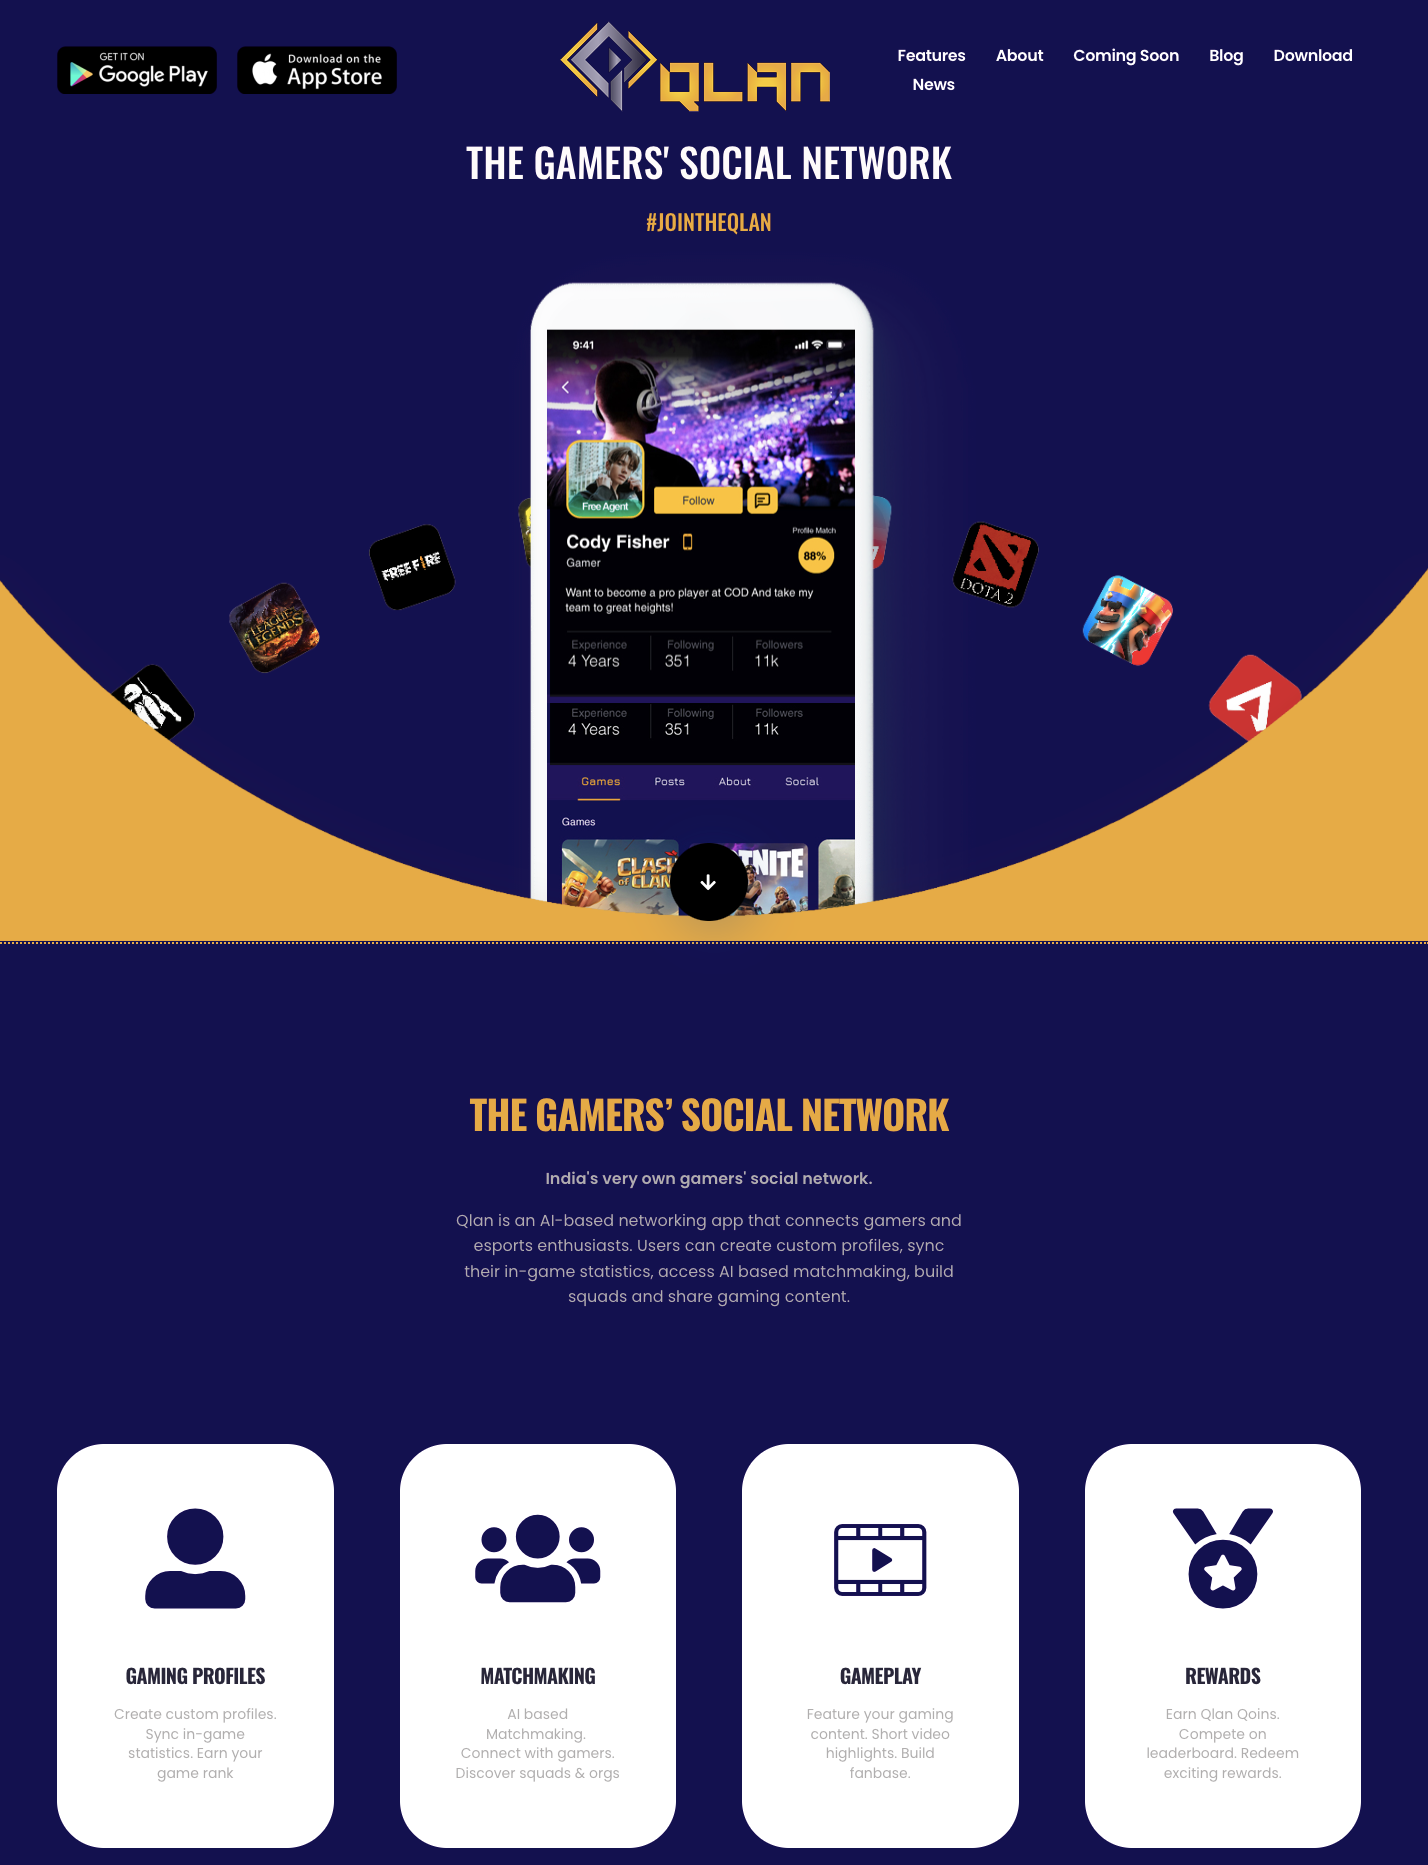 GET IT ON
Google Play
Download on the
App Store
QLAN
Features About Coming Soon Blog Download
News
THE GAMERS' SOCIAL NETWORK
#JOINTHEQLAN
9:41
Free Agent
Follow
Profile Match
88%
Cody Fisher
Gamer
Want to become a pro player at COD And take my
team to great heights!
Experience Following Followers
4 Years 351 11k
Experience Following Followers
4 Years 351 11k
Games Posts About Social
Games
CLASH
OF CLAN
TNITE
FREE FIRE
LEAGUE
LEGENDS
DOTA 2
THE GAMERS’ SOCIAL NETWORK
India's very own gamers' social network.
Qlan is an AI-based networking app that connects gamers and
esports enthusiasts. Users can create custom profiles, sync
their in-game statistics, access AI based matchmaking, build
squads and share gaming content.
GAMING PROFILES
Create custom profiles.
Sync in-game
statistics. Earn your
game rank
MATCHMAKING
AI based
Matchmaking.
Connect with gamers.
Discover squads & orgs
GAMEPLAY
Feature your gaming
content. Short video
highlights. Build
fanbase.
REWARDS
Earn Qlan Qoins.
Compete on
leaderboard. Redeem
exciting rewards.